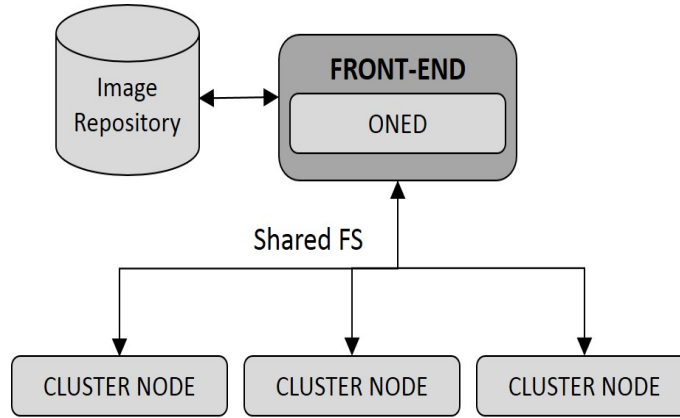 Image
Repository
FRONT-END
ONED
Shared FS
CLUSTER NODE
CLUSTER NODE
CLUSTER NODE